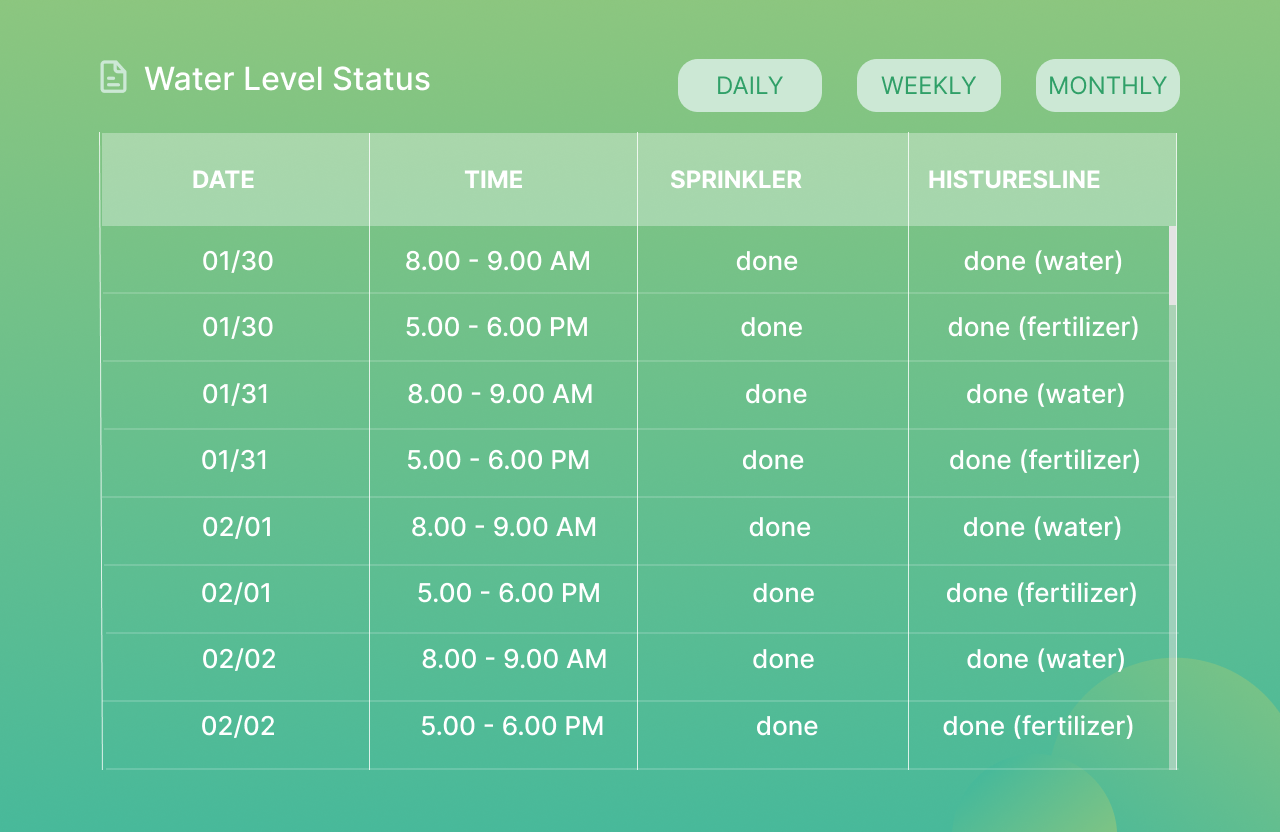 Water Level Status
DAILY WEEKLY MONTHLY
DATE TIME SPRINKLER HISTURESLINE
01/30 8.00 - 9.00 AM done done (water)
01/30 5.00 - 6.00 PM done done (fertilizer)
01/31 8.00 - 9.00 AM done done (water)
01/31 5.00 - 6.00 PM done done (fertilizer)
02/01 8.00 - 9.00 AM done done (water)
02/01 5.00 - 6.00 PM done done (fertilizer)
02/02 8.00 - 9.00 AM done done (water)
02/02 5.00 - 6.00 PM done done (fertilizer)